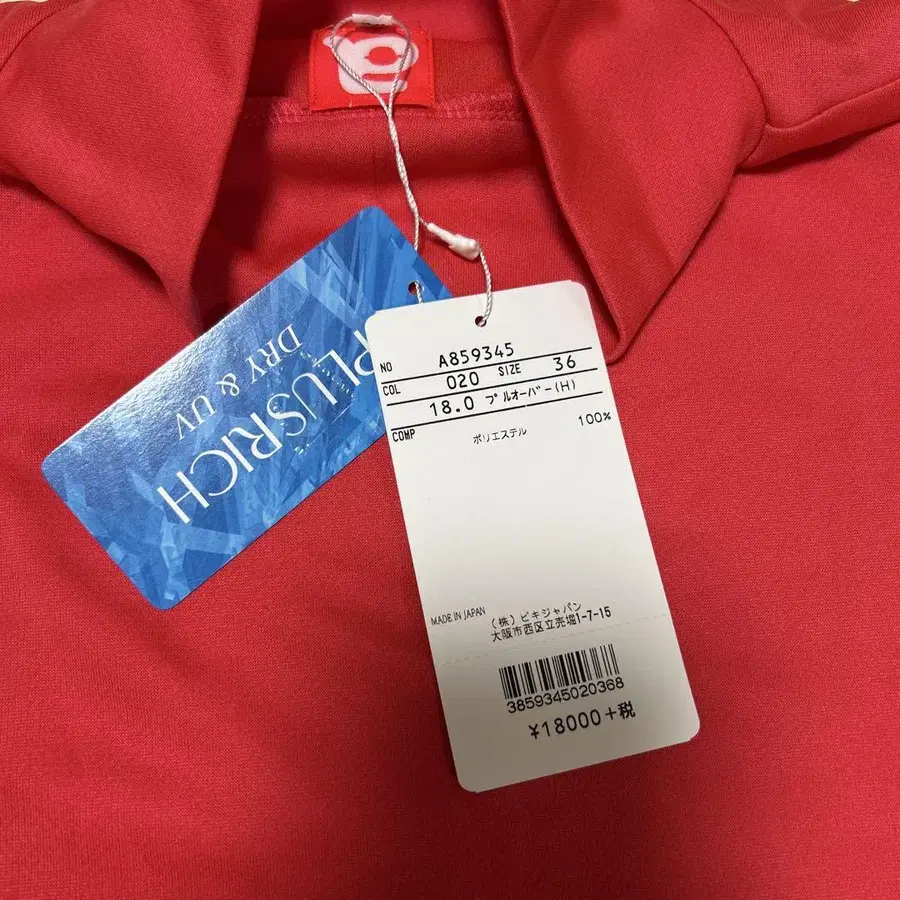 PLUSRICH
DRY & UV
NO A859345
COL 020 SIZE 36
18.0 プルオーバー(H)
COMP ポリエステル 100%
MADE IN JAPAN
(株)ビキジャパン
大阪市西区立売堀1-7-15
3859345020368
¥18000+税